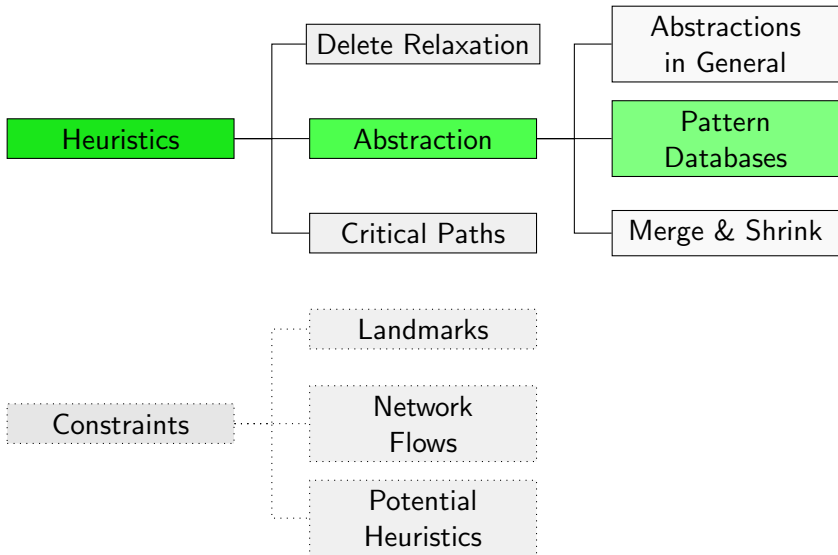 Heuristics
Delete Relaxation
Abstraction
Critical Paths
Abstractions
in General
Pattern
Databases
Merge & Shrink
Constraints
Landmarks
Network
Flows
Potential
Heuristics